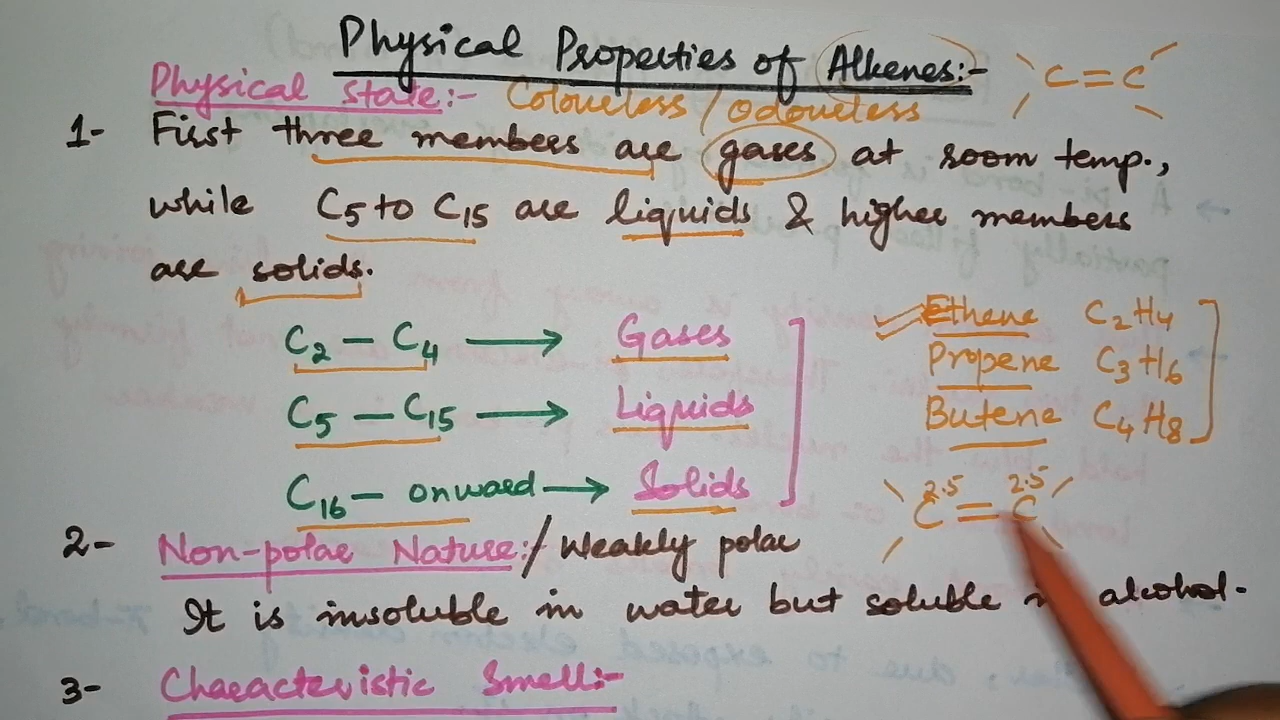 Physical Properties of Alkenes:-
C=C
Physical State:- Colourless / Odourless
1- First three members are gases at room temp.,
while C5 to C15 are liquids & higher members
are solids.
C2 - C4 → Gases
C5 - C15 → Liquids
C16 - onward → Solids
Ethene C2H4
Propene C3H6
Butene C4H8
2.5 2.5
C=C
2- Non-polar Nature:/ Weakly polar
It is insoluble in water but soluble alcohol.
3- Characteristic Smell:-